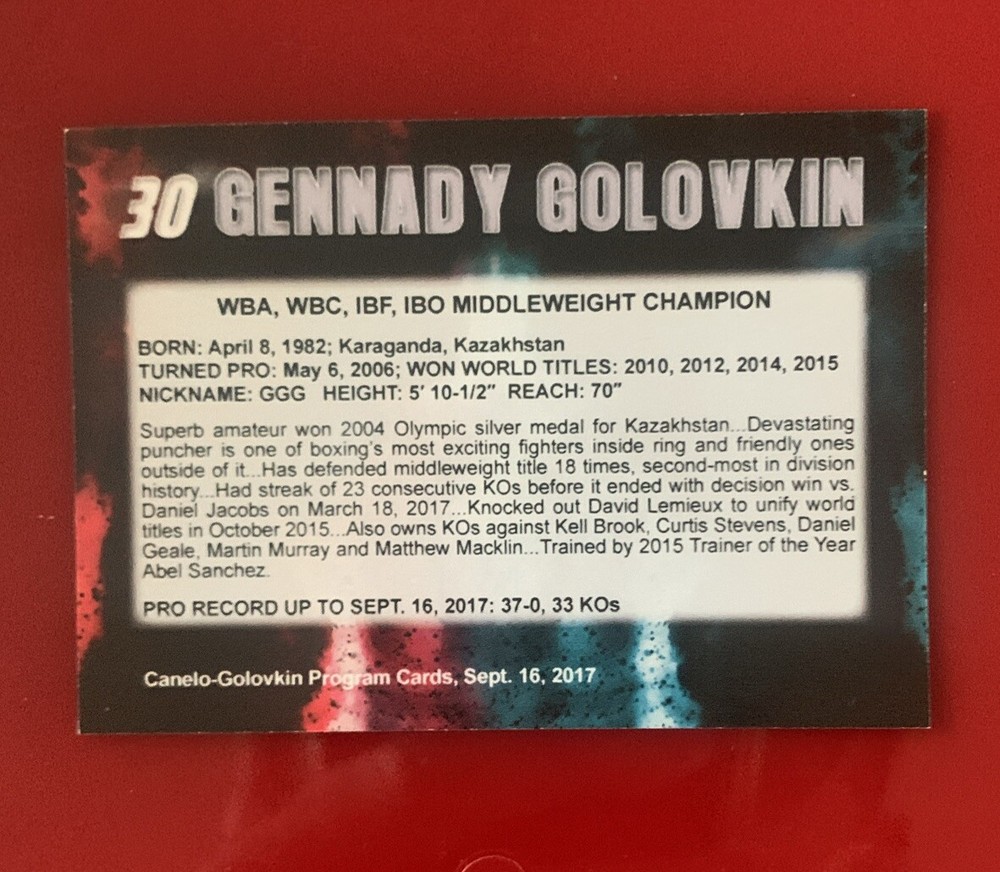 30 GENNADY GOLOVKIN
WBA, WBC, IBF, IBO MIDDLEWEIGHT CHAMPION
BORN: April 8, 1982; Karaganda, Kazakhstan
TURNED PRO: May 6, 2006; WON WORLD TITLES: 2010, 2012, 2014, 2015
NICKNAME: GGG HEIGHT: 5′ 10-1/2″ REACH: 70″
Superb amateur won 2004 Olympic silver medal for Kazakhstan...Devastating
puncher is one of boxing's most exciting fighters inside ring and friendly ones
outside of it...Has defended middleweight title 18 times, second-most in division
history...Had streak of 23 consecutive KOs before it ended with decision win vs.
Daniel Jacobs on March 18, 2017...Knocked out David Lemieux to unify world
titles in October 2015...Also owns KOs against Kell Brook, Curtis Stevens, Daniel
Geale, Martin Murray and Matthew Macklin...Trained by 2015 Trainer of the Year
Abel Sanchez.
PRO RECORD UP TO SEPT. 16, 2017: 37-0, 33 KOs
Canelo-Golovkin Program Cards, Sept. 16, 2017